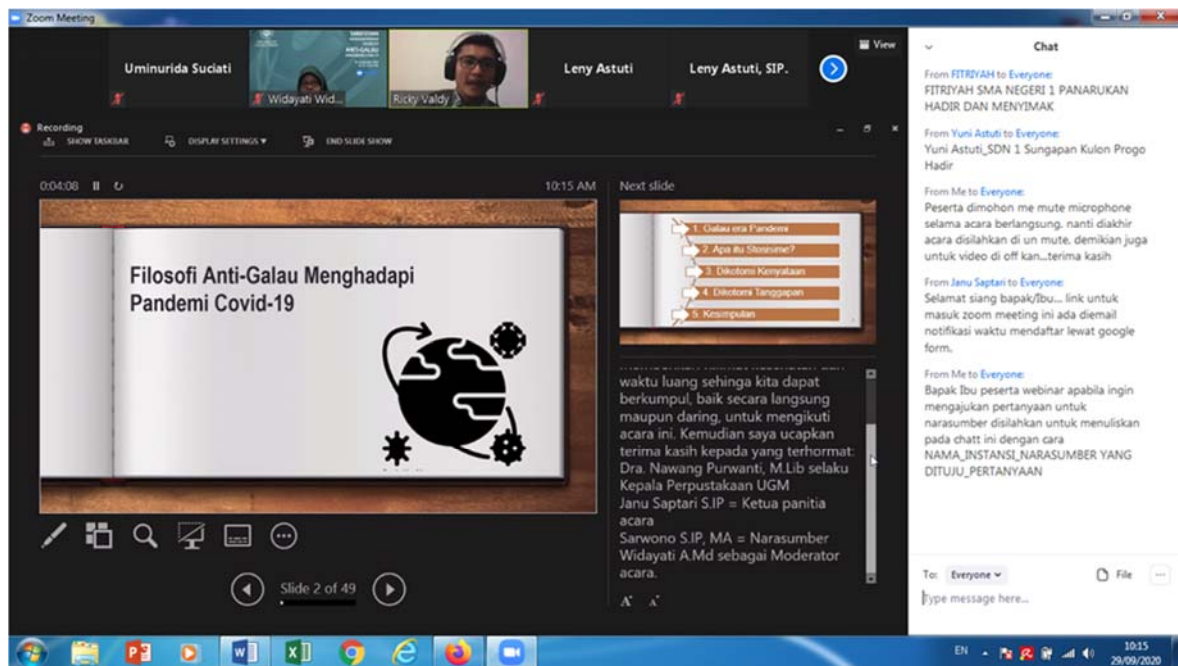 Zoom Meeting
Uminurida Suciati
Widayati Wid...
Ricky Valdy
Leny Astuti
Leny Astuti, SIP.
View
ANTI-GALAU
Recording
SHOW TASKBAR
DISPLAY SETTINGS
END SLIDE SHOW
0:04:08
10:15 AM
Filosofi Anti-Galau Menghadapi
Pandemi Covid-19
Slide 2 of 49
Next slide
1. Galau era Pandemi
2. Apa itu Stosisme?
3. Dikotomi Kenyataan
4. Dikotomi Tanggapan
5. Kesimpulan
waktu luang sehinga kita dapat
berkumpul, baik secara langsung
maupun daring, untuk mengikuti
acara ini. Kemudian saya ucapkan
terima kasih kepada yang terhormat:
Dra. Nawang Purwanti, M.Lib selaku
Kepala Perpustakaan UGM
Janu Saptari S.IP = Ketua panitia
acara
Sarwono S.IP, MA = Narasumber
Widayati A.Md sebagai Moderator
acara.
A A
Chat
From FITRIYAH to Everyone:
FITRIYAH SMA NEGERI 1 PANARUKAN
HADIR DAN MENYIMAK
From Yuni Astuti to Everyone:
Yuni Astuti_SDN 1 Sungapan Kulon Progo
Hadir
From Me to Everyone:
Peserta dimohon me mute microphone
selama acara berlangsung. nanti diakhir
acara disilahkan di un mute. demikian juga
untuk video di off kan...terima kasih
From Janu Saptari to Everyone:
Selamat siang bapak/Ibu... link untuk
masuk zoom meeting ini ada diemail
notifikasi waktu mendaftar lewat google
form.
From Me to Everyone:
Bapak Ibu peserta webinar apabila ingin
mengajukan pertanyaan untuk
narasumber disilahkan untuk menuliskan
pada chatt ini dengan cara
NAMA_INSTANSI_NARASUMBER YANG
DITUJU_PERTANYAAN
To: Everyone
File
Type message here...
EN
10:15
29/09/2020